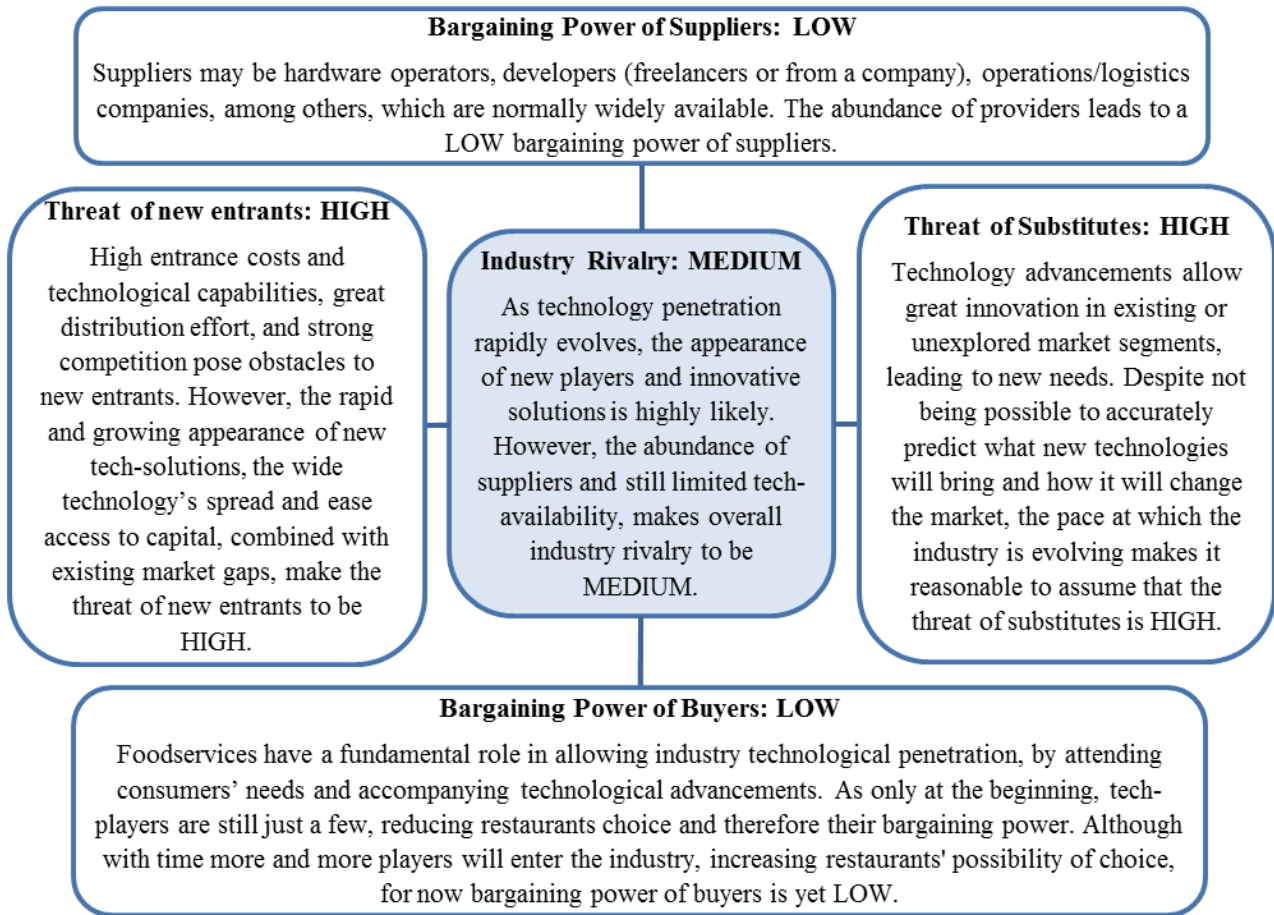 Bargaining Power of Suppliers: LOW
Suppliers may be hardware operators, developers (freelancers or from a company), operations/logistics
companies, among others, which are normally widely available. The abundance of providers leads to a
LOW bargaining power of suppliers.
Threat of new entrants: HIGH
High entrance costs and
technological capabilities, great
distribution effort, and strong
competition pose obstacles to
new entrants. However, the rapid
and growing appearance of new
tech-solutions, the wide
technology's spread and ease
access to capital, combined with
existing market gaps, make the
threat of new entrants to be
HIGH.
Industry Rivalry: MEDIUM
As technology penetration
rapidly evolves, the appearance
of new players and innovative
solutions is highly likely.
However, the abundance of
suppliers and still limited tech-
availability, makes overall
industry rivalry to be
MEDIUM.
Threat of Substitutes: HIGH
Technology advancements allow
great innovation in existing or
unexplored market segments,
leading to new needs. Despite not
being possible to accurately
predict what new technologies
will bring and how it will change
the market, the pace at which the
industry is evolving makes it
reasonable to assume that the
threat of substitutes is HIGH.
Bargaining Power of Buyers: LOW
Foodservices have a fundamental role in allowing industry technological penetration, by attending
consumers' needs and accompanying technological advancements. As only at the beginning, tech-
players are still just a few, reducing restaurants choice and therefore their bargaining power. Although
with time more and more players will enter the industry, increasing restaurants' possibility of choice,
for now bargaining power of buyers is yet LOW.